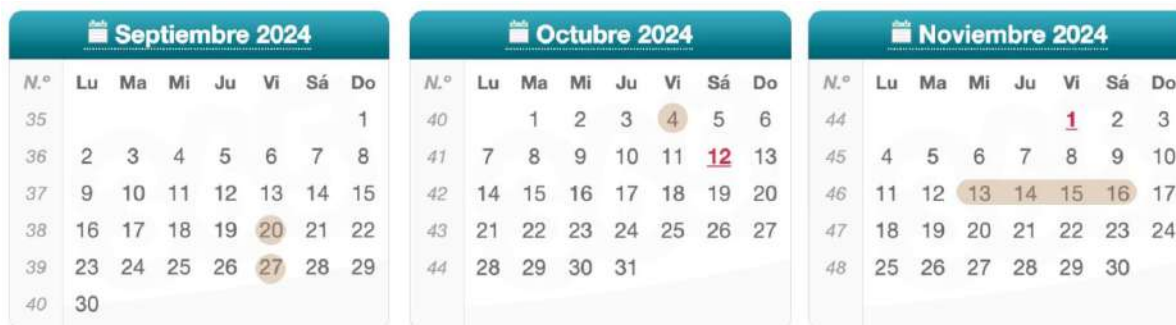 Septiembre 2024
N.º Lu Ma Mi Ju Vi Sá Do
35 1
36 2 3 4 5 6 7 8
37 9 10 11 12 13 14 15
38 16 17 18 19 20 21 22
39 23 24 25 26 27 28 29
40 30
Octubre 2024
N.º Lu Ma Mi Ju Vi Sá Do
40 1 2 3 4 5 6
41 7 8 9 10 11 12 13
42 14 15 16 17 18 19 20
43 21 22 23 24 25 26 27
44 28 29 30 31
Noviembre 2024
N.º Lu Ma Mi Ju Vi Sá Do
44 1 2 3
45 4 5 6 7 8 9 10
46 11 12 13 14 15 16 17
47 18 19 20 21 22 23 24
48 25 26 27 28 29 30